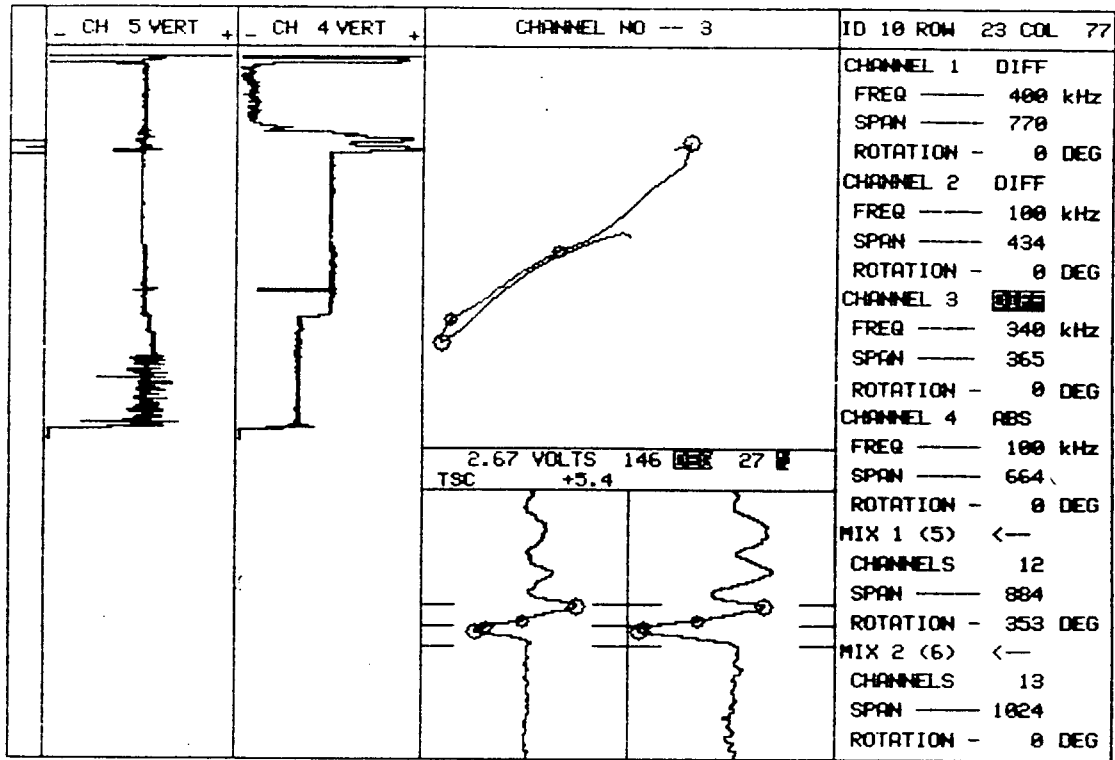 _ CH 5 VERT +
_ CH 4 VERT +
CHANNEL NO -- 3
ID 10 ROW 23 COL 77
CHANNEL 1 DIFF
FREQ ---- 400 kHz
SPAN ---- 770
ROTATION - 0 DEG
CHANNEL 2 DIFF
FREQ ---- 100 kHz
SPAN ---- 434
ROTATION - 0 DEG
CHANNEL 3 DIFF
FREQ ---- 340 kHz
SPAN ---- 365
ROTATION - 0 DEG
CHANNEL 4 ABS
FREQ ---- 100 kHz
SPAN ---- 664
ROTATION - 0 DEG
MIX 1 (5) <--
CHANNELS 12
SPAN ---- 884
ROTATION - 353 DEG
MIX 2 (6) <--
CHANNELS 13
SPAN ---- 1024
ROTATION - 0 DEG
2.67 VOLTS 146 27
TSC +5.4